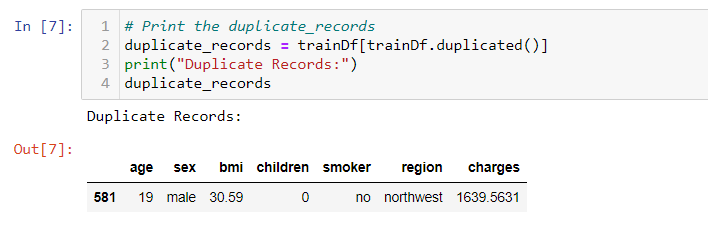 In [7]:
1 # Print the duplicate_records
2 duplicate_records = trainDf[trainDf.duplicated()]
3 print("Duplicate Records:")
4 duplicate_records
Duplicate Records:
Out[7]:
age sex bmi children smoker region charges
581 19 male 30.59 0 no northwest 1639.5631